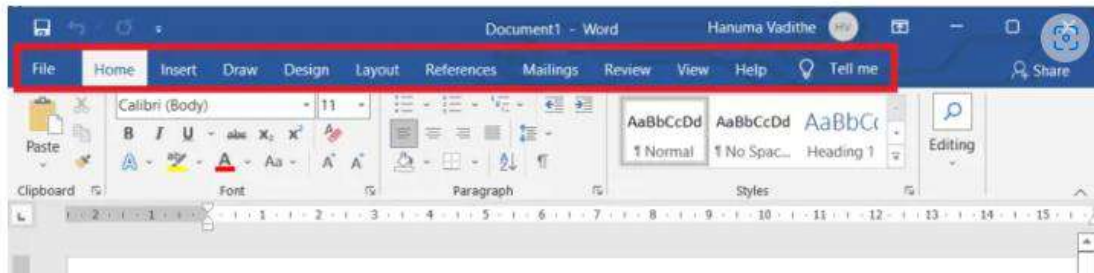 Document1 - Word Hanuma Vadithe HV
File Home Insert Draw Design Layout References Mailings Review View Help Tell me Share
Calibri (Body) 11
B I U abc X₂ X² A
A aby A Aa A A
Paste
AaBbCcDd AaBbCcDd AaBbCc
¶ Normal ¶ No Spac... Heading 1
Editing
Clipboard Font Paragraph Styles
2 1 1 2 3 4 5 6 7 8 9 10 11 12 13 14 15